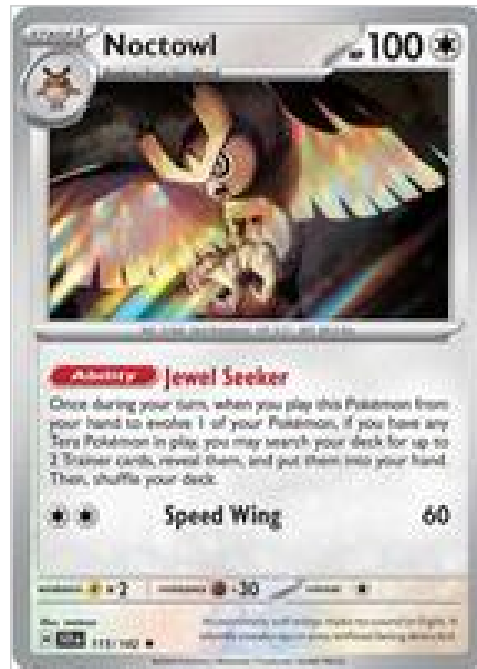 Noctowl
100
Ability Jewel Seeker
Once during your turn, when you play this Pokémon from
your hand to evolve 1 of your Pokémon, if you have any
Tera Pokémon in play, you may search your deck for up to
2 Trainer cards, reveal them, and put them into your hand.
Then, shuffle your deck.
Speed Wing 60
×2 -30